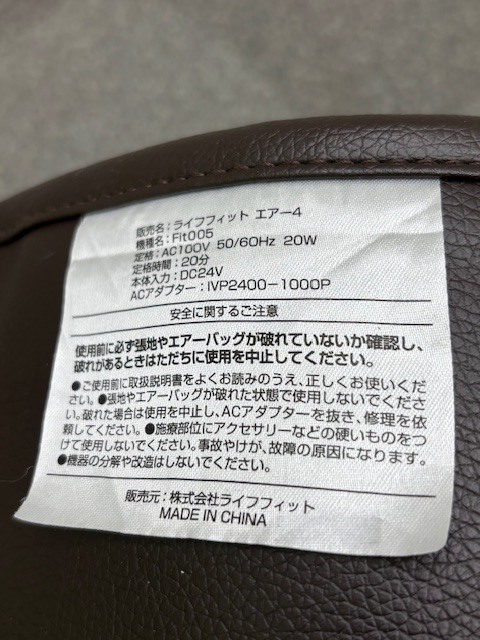 販売名：ライフフィット エアー4
機種名：Fit005
定格：AC100V 50/60Hz 20W
定格時間：20分
本体入力：DC24V
ACアダプター：IVP2400-1000P
安全に関するご注意
使用前に必ず張地やエアーバッグが破れていないか確認し、
破れがあるときはただちに使用を中止してください。
●ご使用前に取扱説明書をよくお読みのうえ、正しくお使いくだ
さい。●張地やエアーバッグが破れた状態で使用しないでくださ
い。破れた場合は使用を中止し、ACアダプターを抜き、修理を依
頼してください。●施療部位にアクセサリーなどの硬いものをつ
けて使用しないでください。事故やけが、故障の原因になります。
●機器の分解や改造はしないでください。
販売元：株式会社ライフフィット
MADE IN CHINA